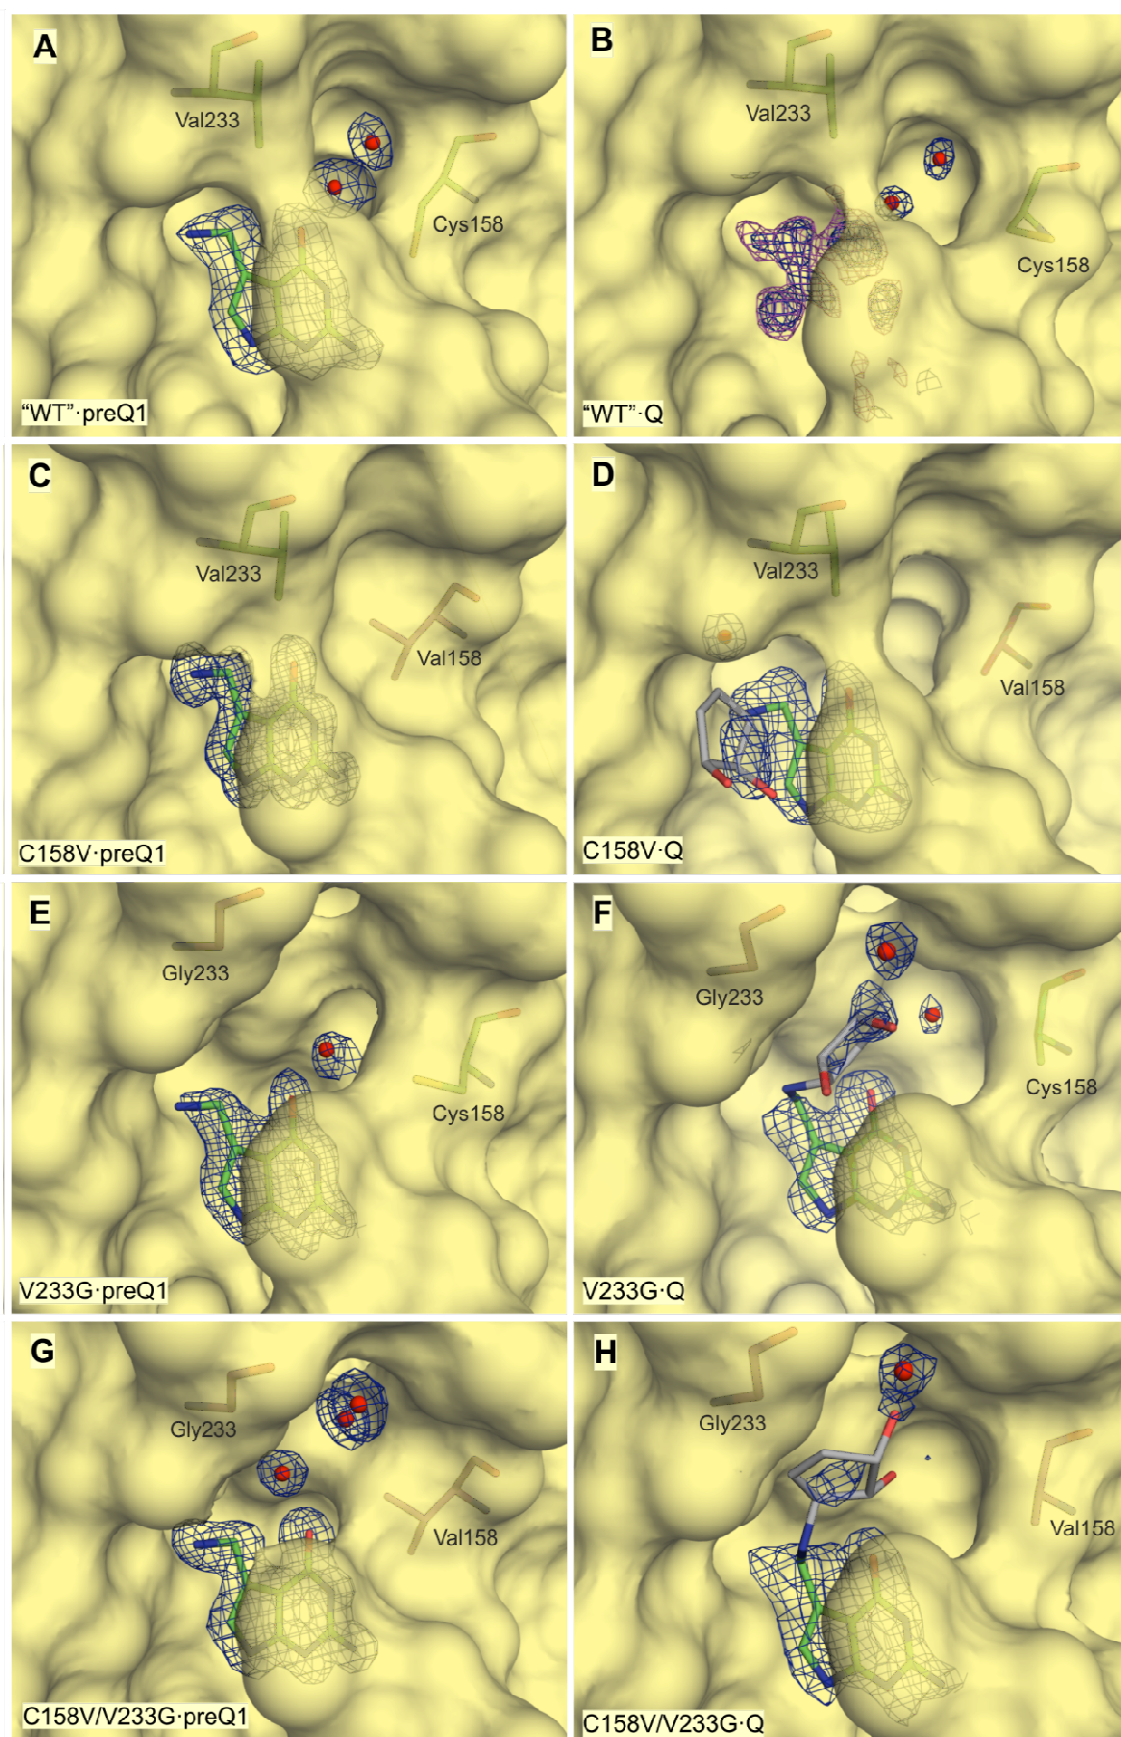 A
Val233
Cys158
"WT"·preQ1
B
Val233
Cys158
"WT"·Q
C
Val233
Val158
C158V·preQ1
D
Val233
Val158
C158V·Q
E
Gly233
Cys158
V233G·preQ1
F
Gly233
Cys158
V233G·Q
G
Gly233
Val158
C158V/V233G·preQ1
H
Gly233
Val158
C158V/V233G·Q